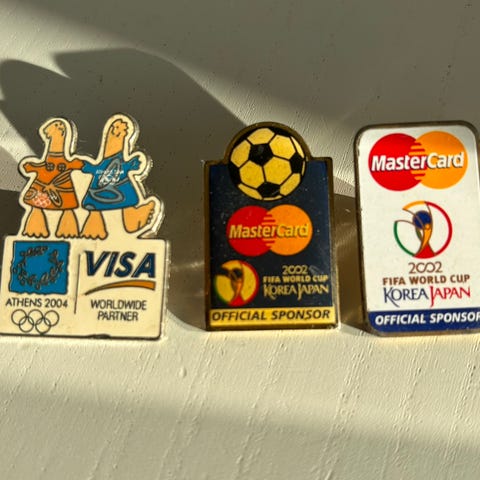 ATHENS 2004
VISA
WORLDWIDE
PARTNER
MasterCard
2002
FIFA WORLD CUP
KOREA JAPAN
OFFICIAL SPONSOR
MasterCard
2002
FIFA WORLD CUP
KOREA JAPAN
OFFICIAL SPONSOR